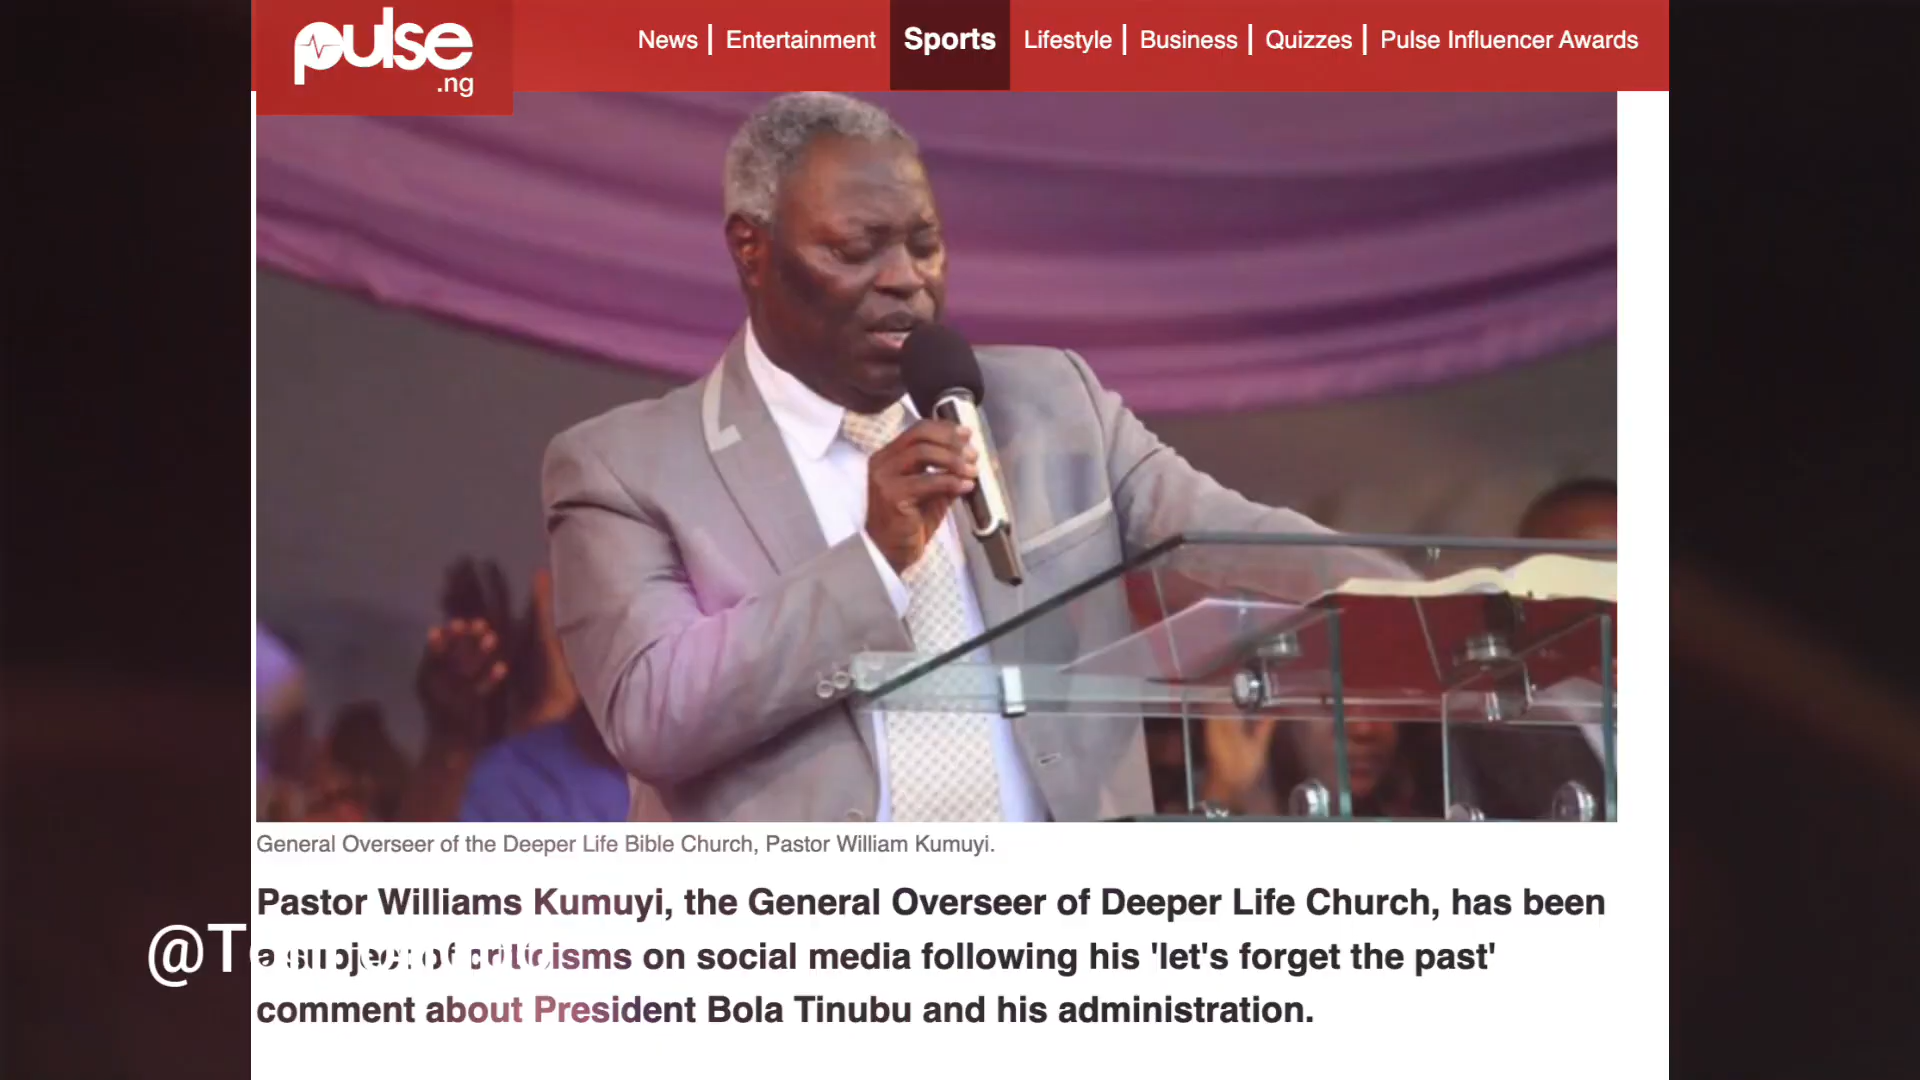 pulse
.ng
News | Entertainment Sports Lifestyle | Business | Quizzes | Pulse Influencer Awards
General Overseer of the Deeper Life Bible Church, Pastor William Kumuyi.
Pastor Williams Kumuyi, the General Overseer of Deeper Life Church, has been
a subject of criticisms on social media following his 'let's forget the past'
comment about President Bola Tinubu and his administration.